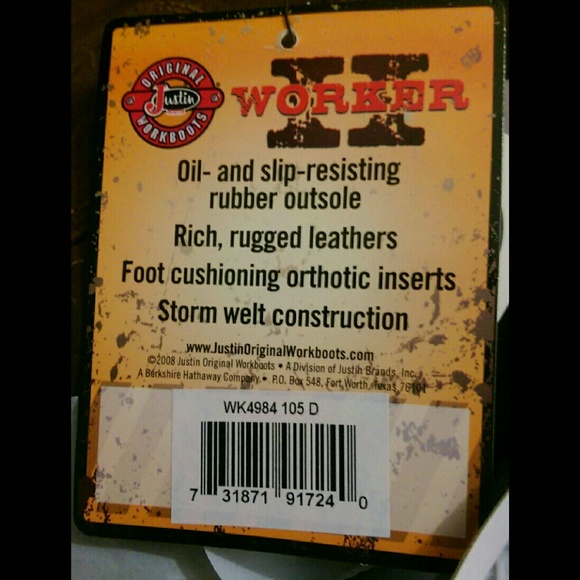 ORIGINAL
Justin
WORKBOOTS
WORKER
II
Oil- and slip-resisting
rubber outsole
Rich, rugged leathers
Foot cushioning orthotic inserts
Storm welt construction
www.JustinOriginalWorkboots.com
©2008 Justin Original Workboots • A Division of Justin Brands, Inc.
A Berkshire Hathaway Company • P.O. Box 548, Fort Worth, Texas 76101
WK4984 105 D
7 31871 91724 0